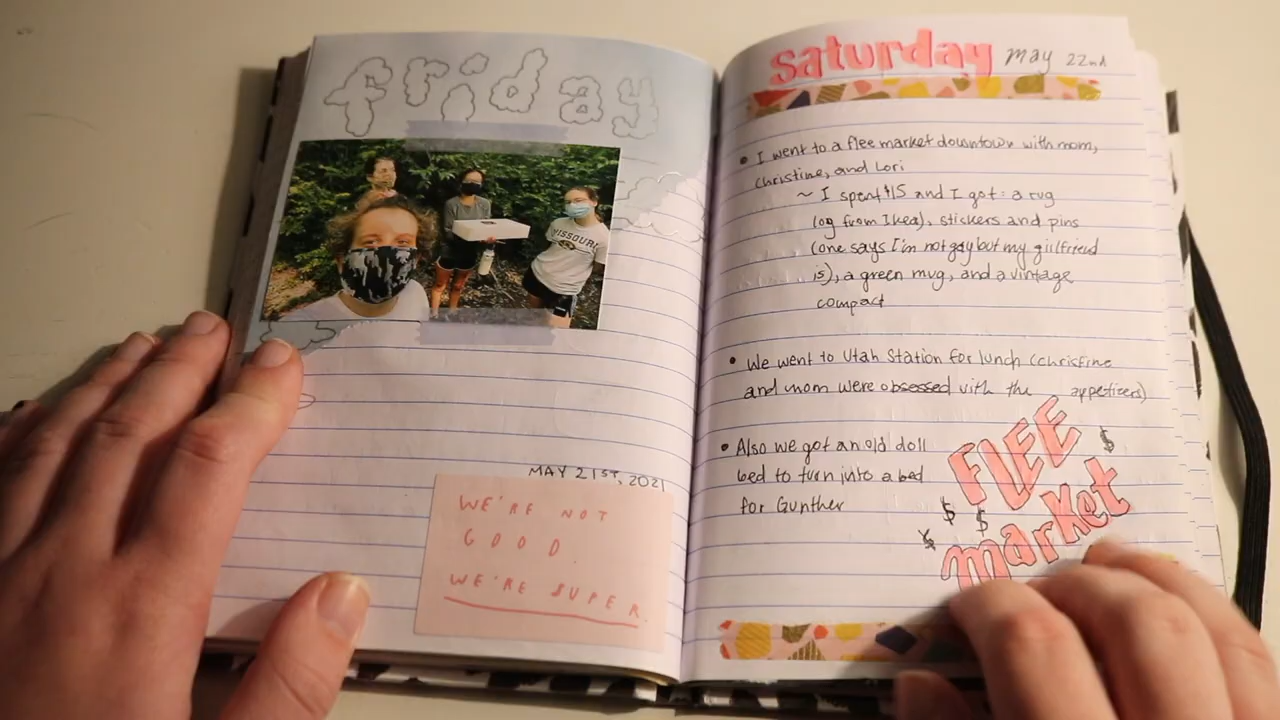 friday
MISSOURI
MAY 21ST, 2021
WE'RE NOT
GOOD.
WE'RE SUPER.
saturday May 22nd
• I went to a flee market downtown with mom,
Christine, and Lori
~ I spent $15 and I got: a rug
(og from Ikea), stickers and pins
(one says I'm not gay but my girlfriend
is), a green mug, and a vintage
compact
• We went to Utah Station for lunch (christine
and mom were obsessed with the appetizers)
• Also we got an old doll
bed to turn into a bed
for Gunther
FLEE
market
$
$ $
$